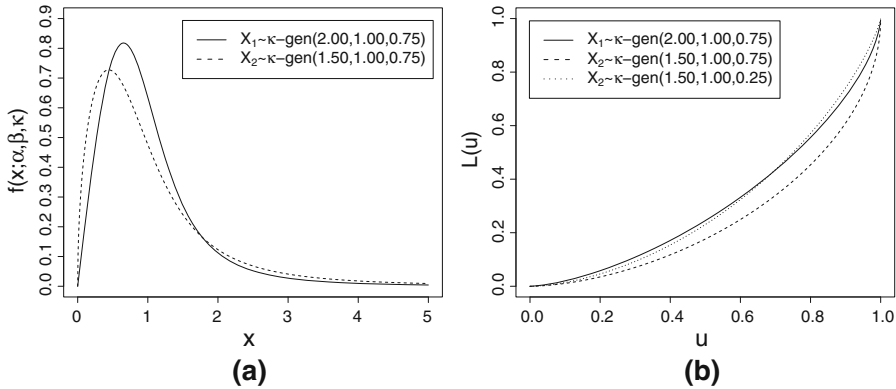 X₁~κ−gen(2.00,1.00,0.75)
X₂~κ−gen(1.50,1.00,0.75)
f(x;α,β,κ)
0.0 0.1 0.2 0.3 0.4 0.5 0.6 0.7 0.8 0.9
0 1 2 3 4 5
x
(a)
X₁~κ−gen(2.00,1.00,0.75)
X₂~κ−gen(1.50,1.00,0.75)
X₂~κ−gen(1.50,1.00,0.25)
L(u)
0.0 0.2 0.4 0.6 0.8 1.0
0.0 0.2 0.4 0.6 0.8 1.0
u
(b)